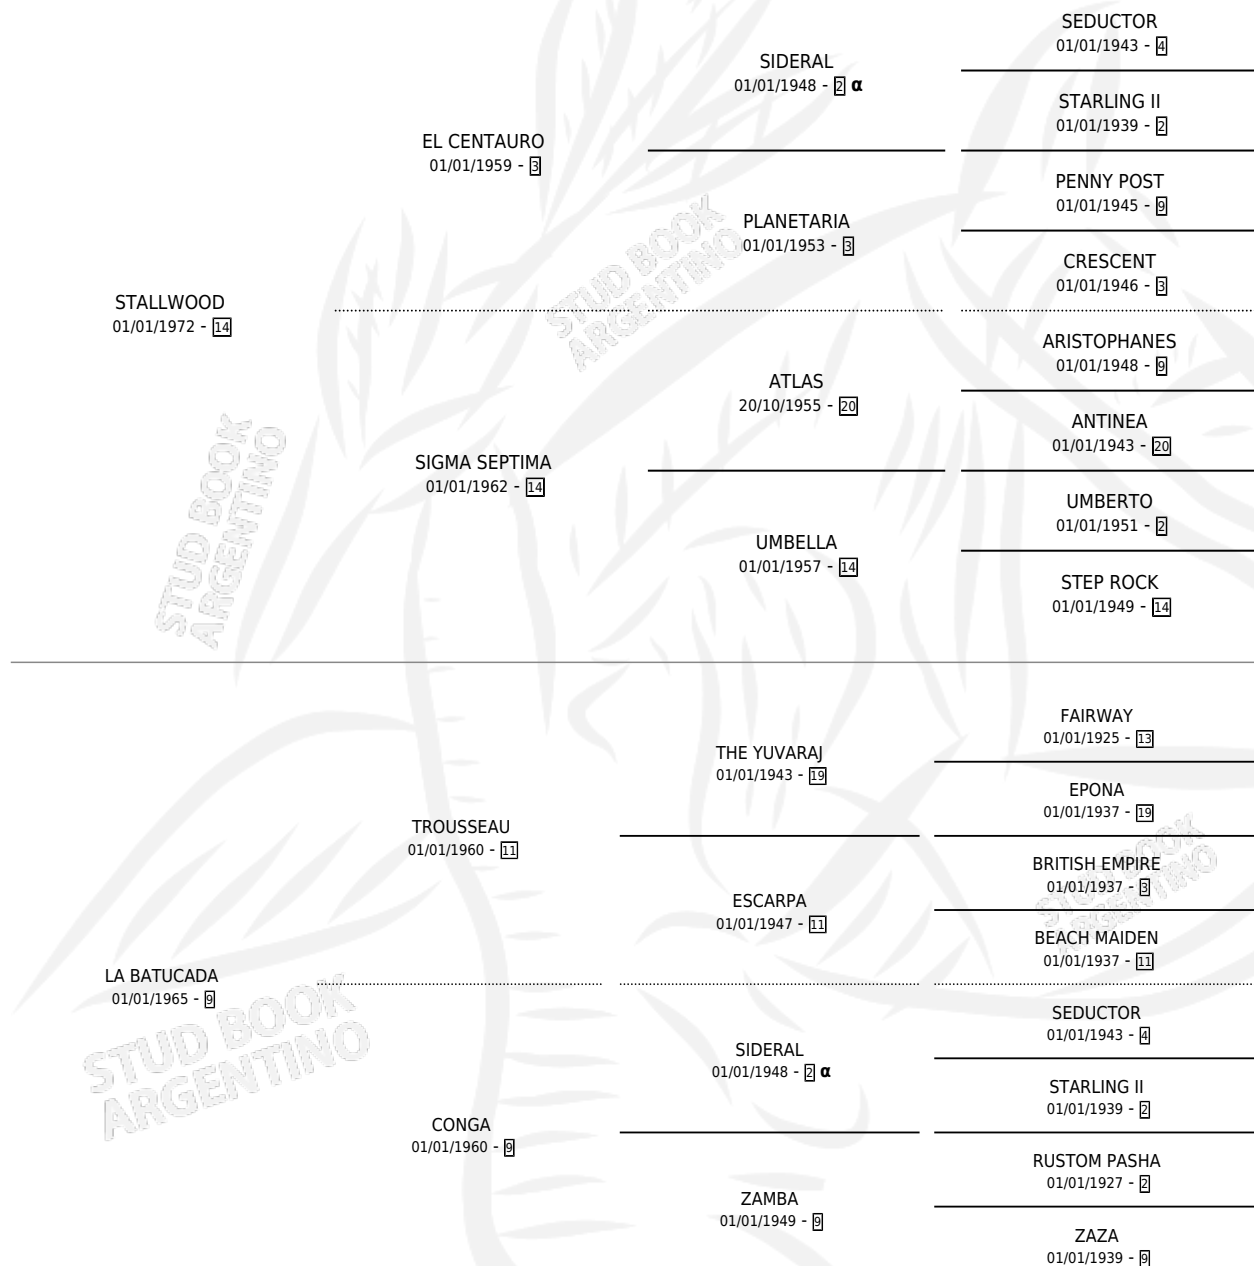 SEDUCTOR
01/01/1943 - 4
SIDERAL
01/01/1948 - 2 α
STARLING II
01/01/1939 - 2
EL CENTAURO
01/01/1959 - 3
PENNY POST
01/01/1945 - 9
PLANETARIA
01/01/1953 - 3
CRESCENT
01/01/1946 - 3
STALLWOOD
01/01/1972 - 14
ARISTOPHANES
01/01/1948 - 9
ATLAS
20/10/1955 - 20
ANTINEA
01/01/1943 - 20
SIGMA SEPTIMA
01/01/1962 - 14
UMBERTO
01/01/1951 - 2
UMBELLA
01/01/1957 - 14
STEP ROCK
01/01/1949 - 14
STUD BOOK
ARGENTINO
STUD BOOK
ARGENTINO
FAIRWAY
01/01/1925 - 13
THE YUVARAJ
01/01/1943 - 19
EPONA
01/01/1937 - 19
TROUSSEAU
01/01/1960 - 11
BRITISH EMPIRE
01/01/1937 - 3
ESCARPA
01/01/1947 - 11
BEACH MAIDEN
01/01/1937 - 11
LA BATUCADA
01/01/1965 - 9
SEDUCTOR
01/01/1943 - 4
SIDERAL
01/01/1948 - 2 α
STARLING II
01/01/1939 - 2
CONGA
01/01/1960 - 9
RUSTOM PASHA
01/01/1927 - 2
ZAMBA
01/01/1949 - 9
ZAZA
01/01/1939 - 9
STUD BOOK
ARGENTINO
STUD BOOK
ARGENTINO